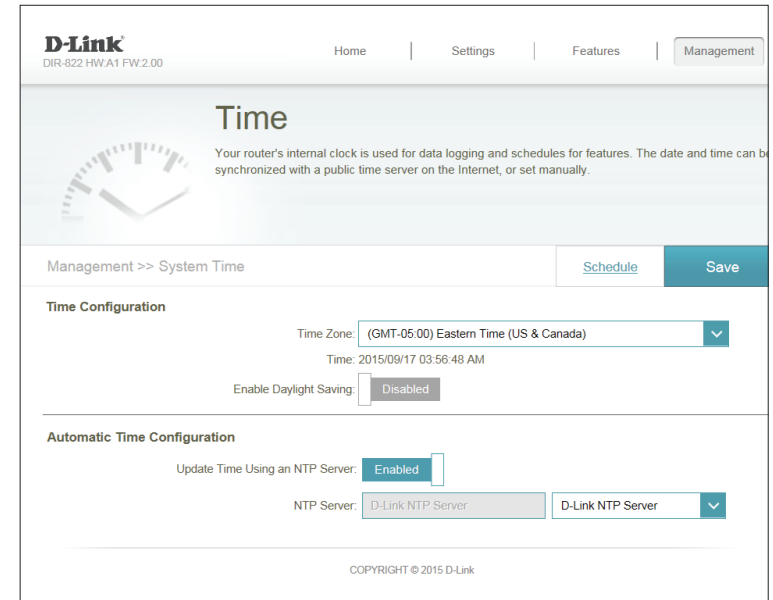 D-Link
DIR-822 HW:A1 FW:2.00
Home
Settings
Features
Management
Time
Your router's internal clock is used for data logging and schedules for features. The date and time can be
synchronized with a public time server on the Internet, or set manually.
Management >> System Time
Schedule
Save
Time Configuration
Time Zone: (GMT-05:00) Eastern Time (US & Canada)
Time: 2015/09/17 03:56:48 AM
Enable Daylight Saving: Disabled
Automatic Time Configuration
Update Time Using an NTP Server: Enabled
NTP Server: D-Link NTP Server D-Link NTP Server
COPYRIGHT © 2015 D-Link